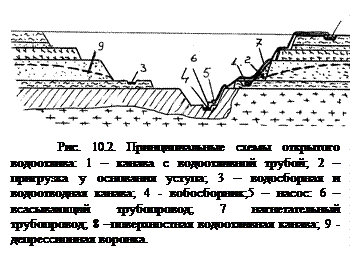 9
3
6
5
4
1.2
7
Рис. 10.2. Принципиальные схемы открытого
водоотлива: 1 – канава с водоотливной трубой; 2 –
пригрузка у основания уступа; 3 – водосборная и
водоотводная канава; 4 - вобосборник;5 – насос: 6 –
всасывающий трубопровод; 7 нагнетательный
трубопровод; 8 –поверхностная водоотливная канава; 9 -
депрессионная воронка.